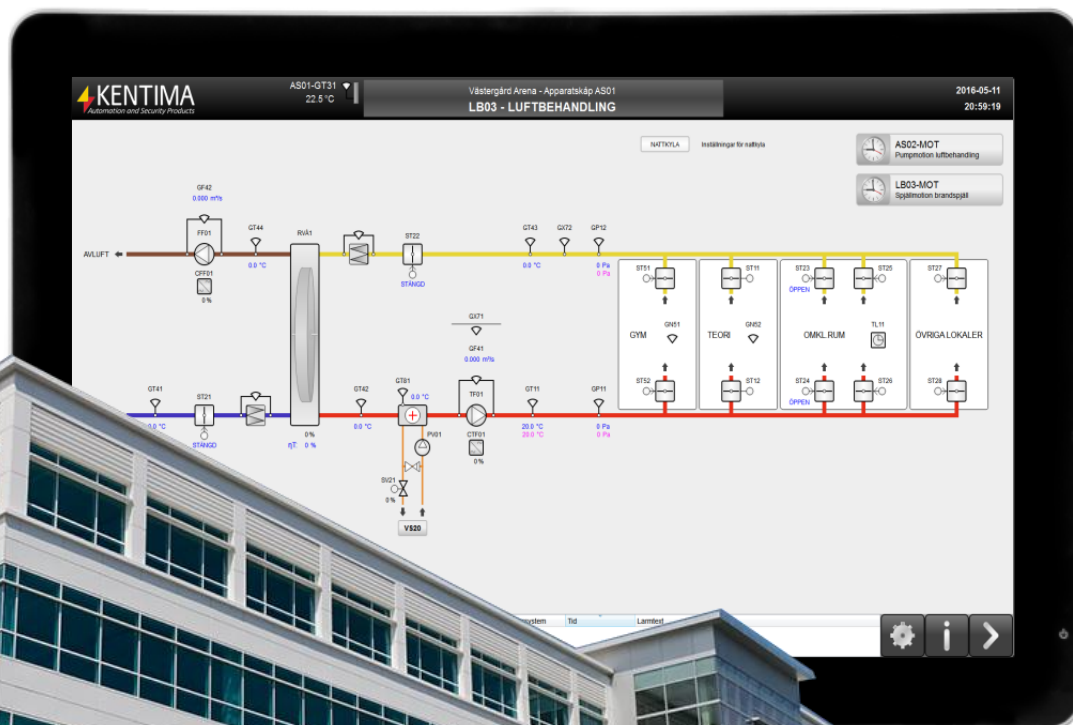 KENTIMA
Automation and Security Products
AS01-GT31
22.5 °C
Västergård Arena - Apparatskåp AS01
LB03 - LUFTBEHANDLING
2016-05-11
20:59:19
NATTKYLA
Inställningar för nattkyla
AS02-MOT
Pumpmotion luftbehandling
LB03-MOT
Spjällmotion brandspjäll
GF42
0.000 m³/s
FF01
GT44
RVÄ1
ST22
GT43
GX72
GP12
AVLUFT
0.0 °C
0.0 °C
0 Pa
0 Pa
CFF01
0 %
STÄNGD
ST51
ST11
ST23
ST25
ST27
ÖPPEN
GX71
GYM
GN51
TEORI
GN52
OMKL.RUM
TL11
ÖVRIGA LOKALER
GF41
0.000 m³/s
GT41
ST21
GT42
GT81
0.0 °C
TF01
GT11
GP11
ST52
ST12
ST24
ST26
ST28
ÖPPEN
0.0 °C
STÄNGD
0 %
ηT: 0 %
0.0 °C
PV01
CTF01
0 %
20.0 °C
20.0 °C
0 Pa
0 Pa
SV21
0 %
VS20
system
Tid
Larmtext